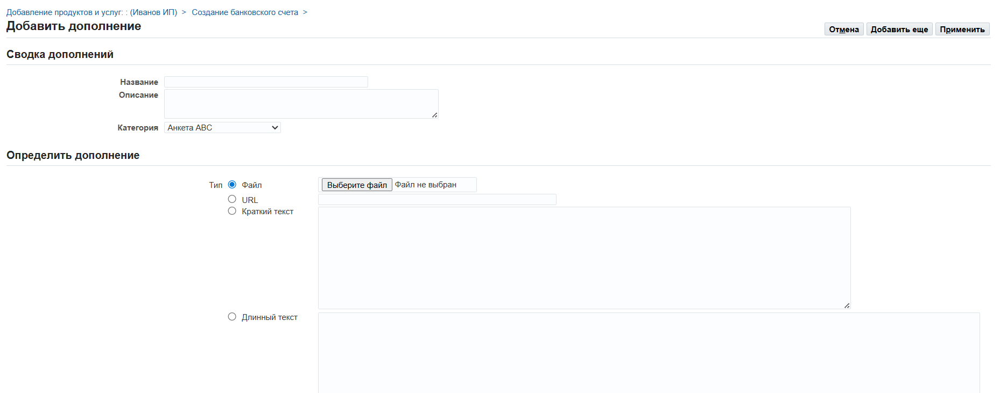 Добавление продуктов и услуг: : (Иванов ИП) > Создание банковского счета >
Добавить дополнение
Отмена Добавить еще Применить
Сводка дополнений
Название
Описание
Категория Анкета ABC
Определить дополнение
Тип Файл Выберите файл Файл не выбран
URL
Краткий текст
Длинный текст